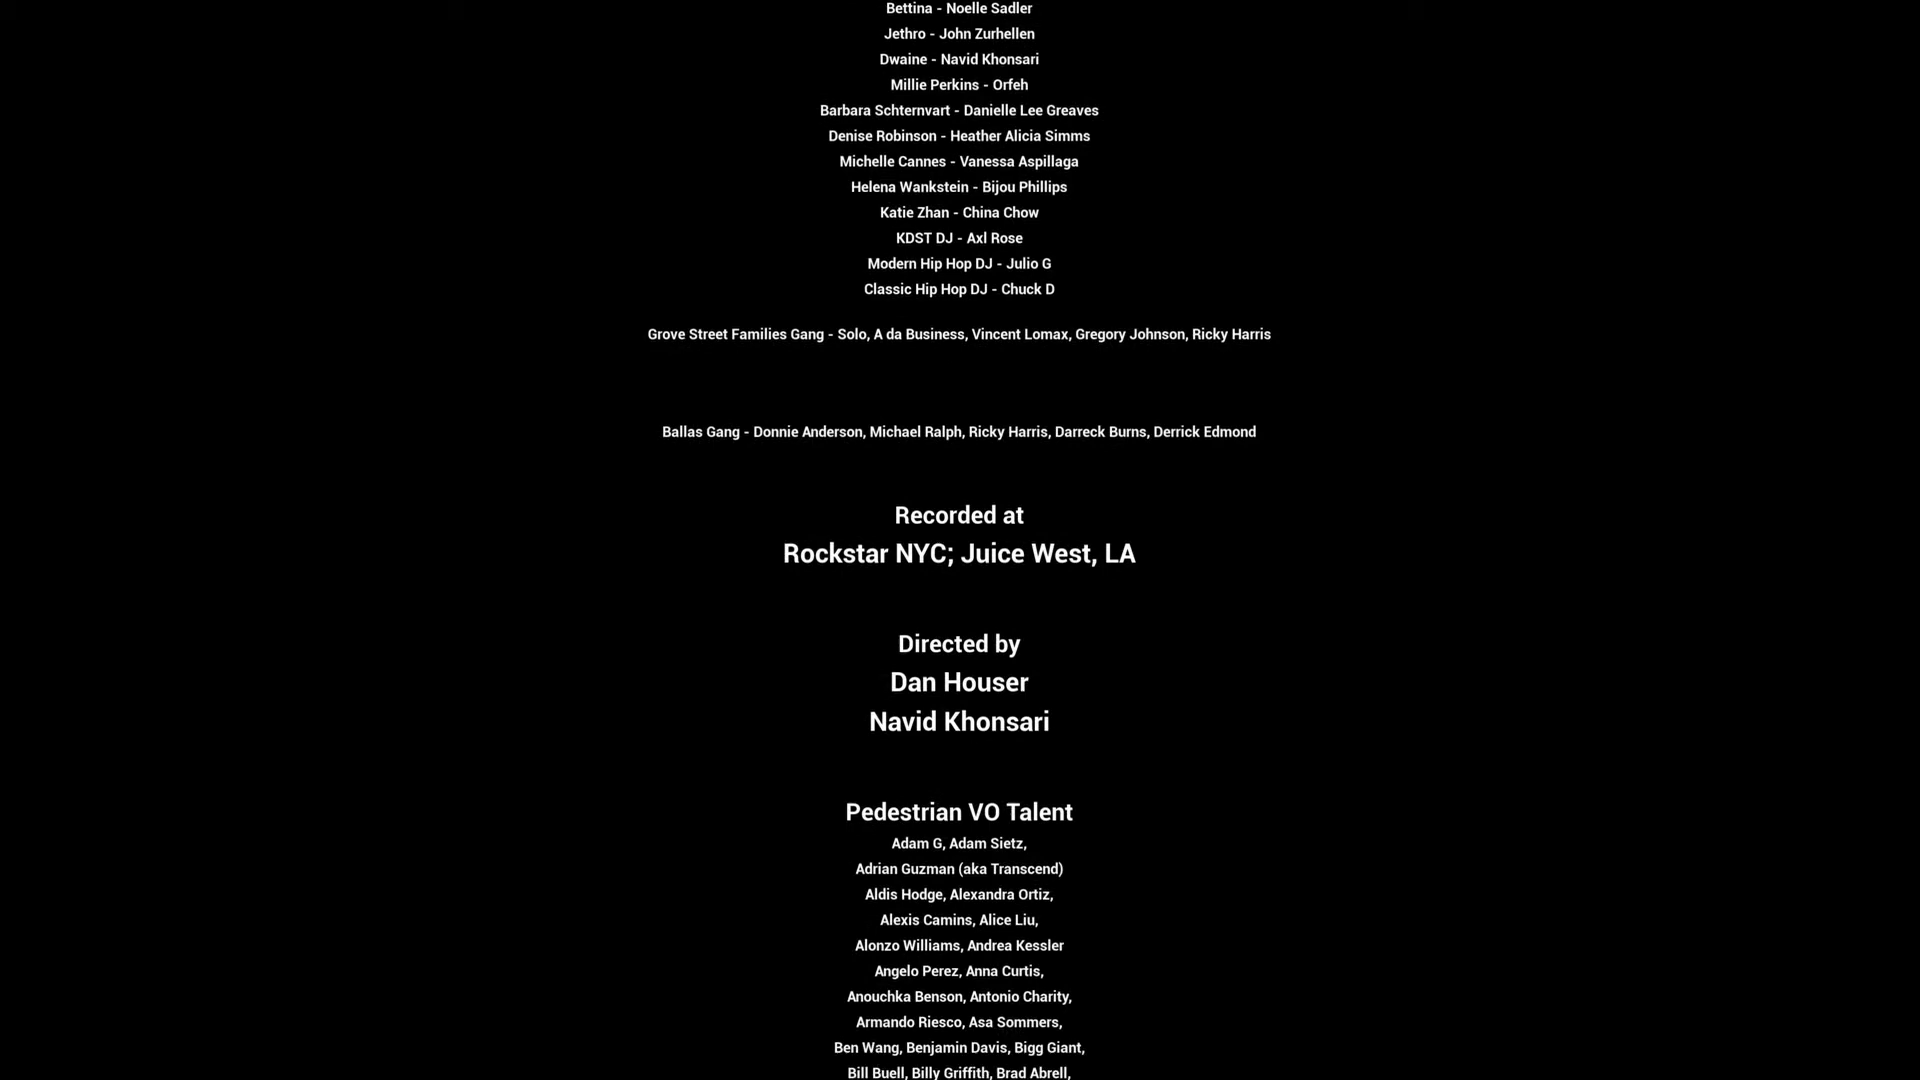 Bettina - Noelle Sadler
Jethro - John Zurhellen
Dwaine - Navid Khonsari
Millie Perkins - Orfeh
Barbara Schternvart - Danielle Lee Greaves
Denise Robinson - Heather Alicia Simms
Michelle Cannes - Vanessa Aspillaga
Helena Wankstein - Bijou Phillips
Katie Zhan - China Chow
KDST DJ - Axl Rose
Modern Hip Hop DJ - Julio G
Classic Hip Hop DJ - Chuck D
Grove Street Families Gang - Solo, A da Business, Vincent Lomax, Gregory Johnson, Ricky Harris
Ballas Gang - Donnie Anderson, Michael Ralph, Ricky Harris, Darreck Burns, Derrick Edmond
Recorded at
Rockstar NYC; Juice West, LA
Directed by
Dan Houser
Navid Khonsari
Pedestrian VO Talent
Adam G, Adam Sietz,
Adrian Guzman (aka Transcend)
Aldis Hodge, Alexandra Ortiz,
Alexis Camins, Alice Liu,
Alonzo Williams, Andrea Kessler
Angelo Perez, Anna Curtis,
Anouchka Benson, Antonio Charity,
Armando Riesco, Asa Sommers,
Ben Wang, Benjamin Davis, Bigg Giant,
Bill Buell, Billy Griffith, Brad Abrell,